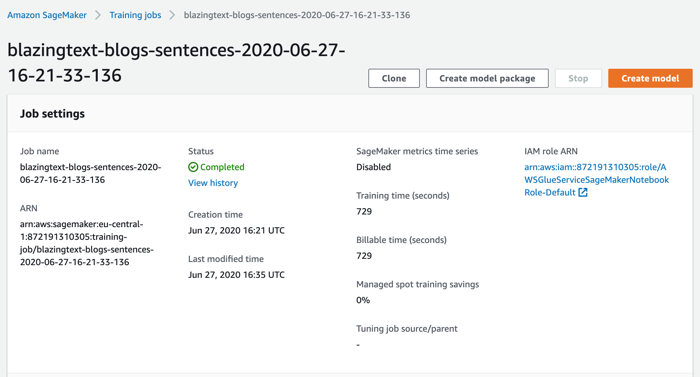 Amazon SageMaker > Training jobs > blazingtext-blogs-sentences-2020-06-27-16-21-33-136
blazingtext-blogs-sentences-2020-06-27-
16-21-33-136
Clone
Create model package
Stop
Create model
Job settings
Job name
blazingtext-blogs-sentences-2020-
06-27-16-21-33-136
ARN
arn:aws:sagemaker:eu-central-
1:872191310305:training-
job/blazingtext-blogs-sentences-
2020-06-27-16-21-33-136
Status
Completed
View history
Creation time
Jun 27, 2020 16:21 UTC
Last modified time
Jun 27, 2020 16:35 UTC
SageMaker metrics time series
Disabled
Training time (seconds)
729
Billable time (seconds)
729
Managed spot training savings
0%
Tuning job source/parent
-
IAM role ARN
arn:aws:iam::872191310305:role/A
WSGlueServiceSageMakerNotebook
Role-Default